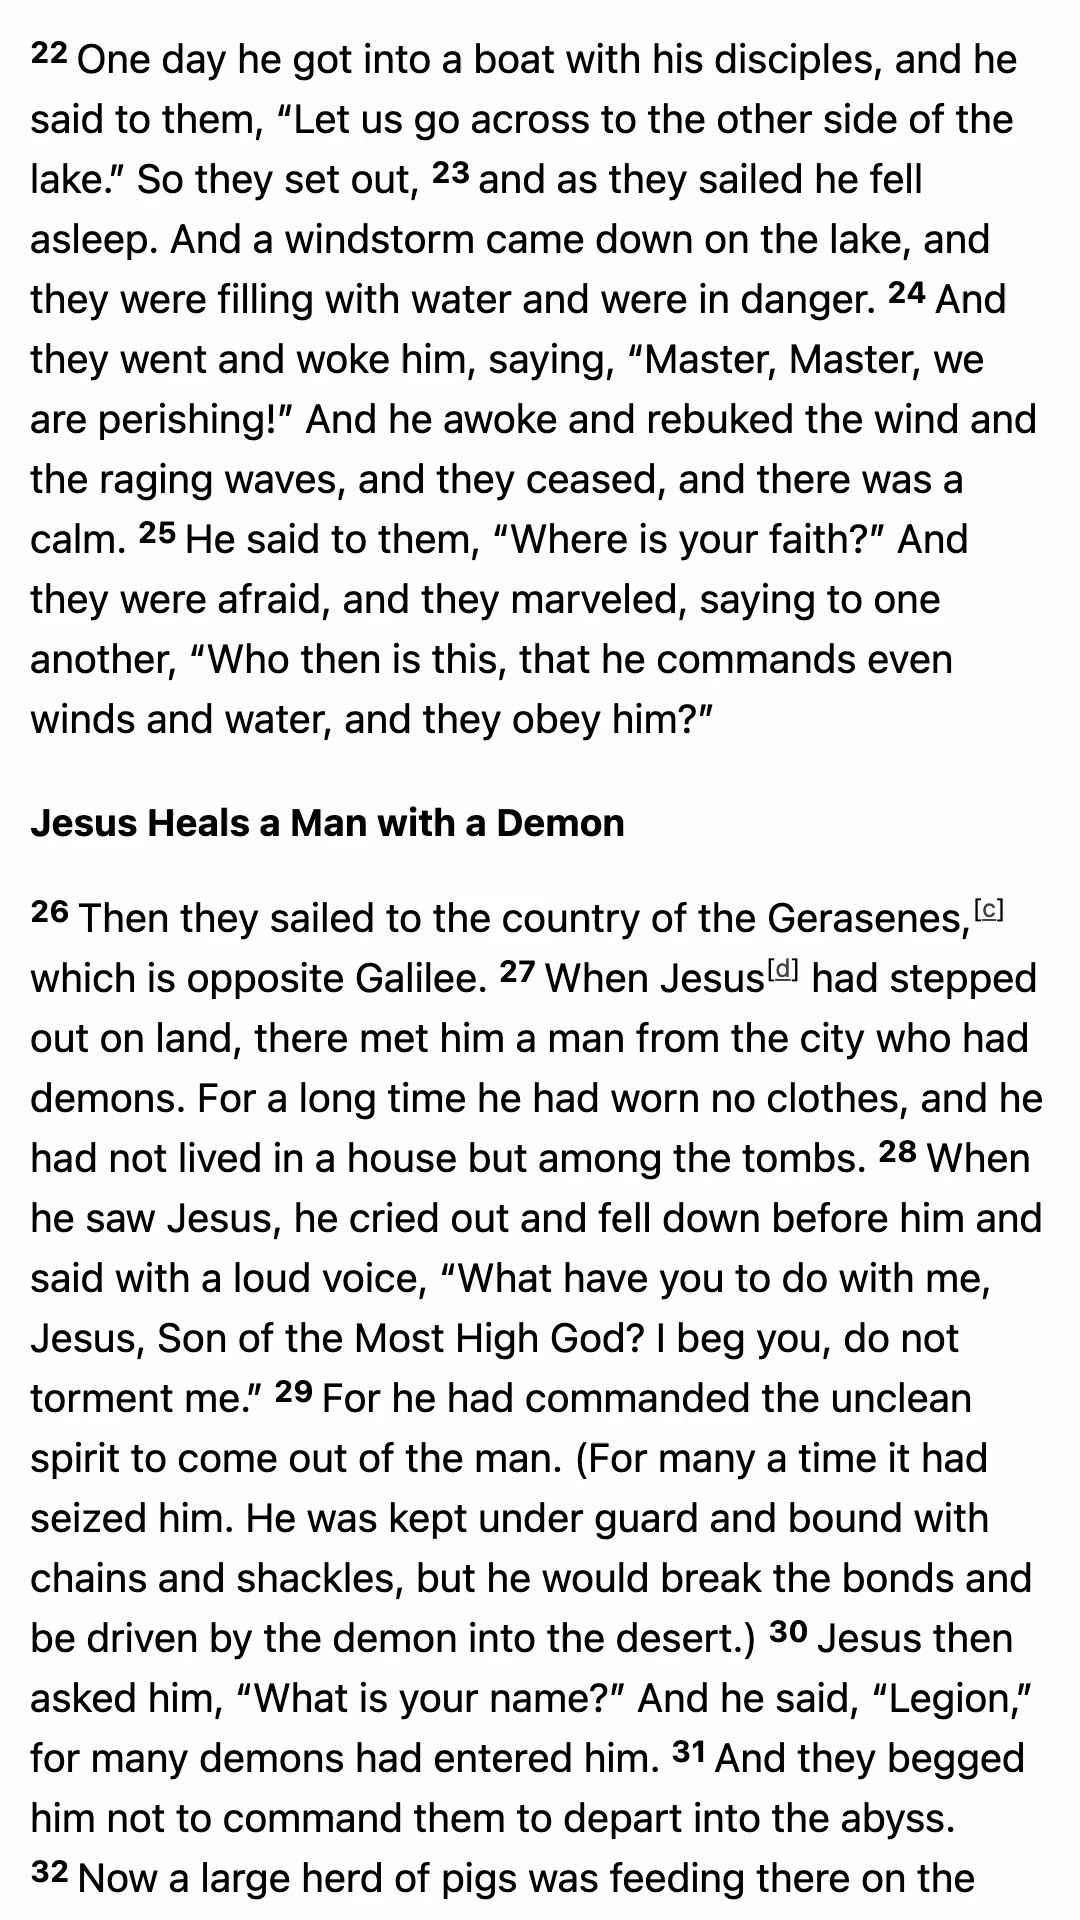 22 One day he got into a boat with his disciples, and he
said to them, “Let us go across to the other side of the
lake.” So they set out, 23 and as they sailed he fell
asleep. And a windstorm came down on the lake, and
they were filling with water and were in danger. 24 And
they went and woke him, saying, “Master, Master, we
are perishing!” And he awoke and rebuked the wind and
the raging waves, and they ceased, and there was a
calm. 25 He said to them, “Where is your faith?” And
they were afraid, and they marveled, saying to one
another, “Who then is this, that he commands even
winds and water, and they obey him?”
Jesus Heals a Man with a Demon
26 Then they sailed to the country of the Gerasenes,[c]
which is opposite Galilee. 27 When Jesus[d] had stepped
out on land, there met him a man from the city who had
demons. For a long time he had worn no clothes, and he
had not lived in a house but among the tombs. 28 When
he saw Jesus, he cried out and fell down before him and
said with a loud voice, “What have you to do with me,
Jesus, Son of the Most High God? I beg you, do not
torment me.” 29 For he had commanded the unclean
spirit to come out of the man. (For many a time it had
seized him. He was kept under guard and bound with
chains and shackles, but he would break the bonds and
be driven by the demon into the desert.) 30 Jesus then
asked him, “What is your name?” And he said, “Legion,”
for many demons had entered him. 31 And they begged
him not to command them to depart into the abyss.
32 Now a large herd of pigs was feeding there on the